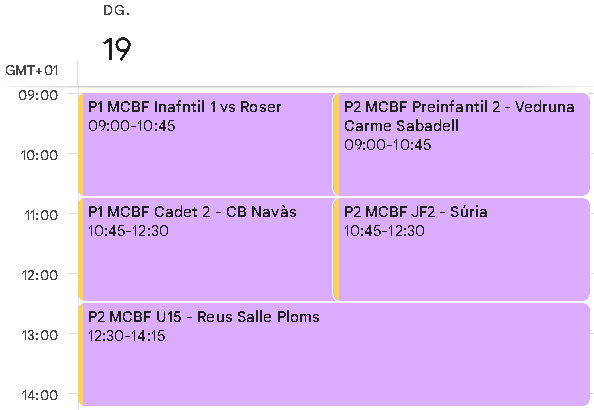 DG.
19
GMT+01
09:00
P1 MCBF Inafntil 1 vs Roser
09:00–10:45
P2 MCBF Preinfantil 2 - Vedruna
Carme Sabadell
09:00–10:45
10:00
11:00
P1 MCBF Cadet 2 - CB Navàs
10:45–12:30
P2 MCBF JF2 - Súria
10:45–12:30
12:00
P2 MCBF U15 - Reus Salle Ploms
12:30–14:15
13:00
14:00